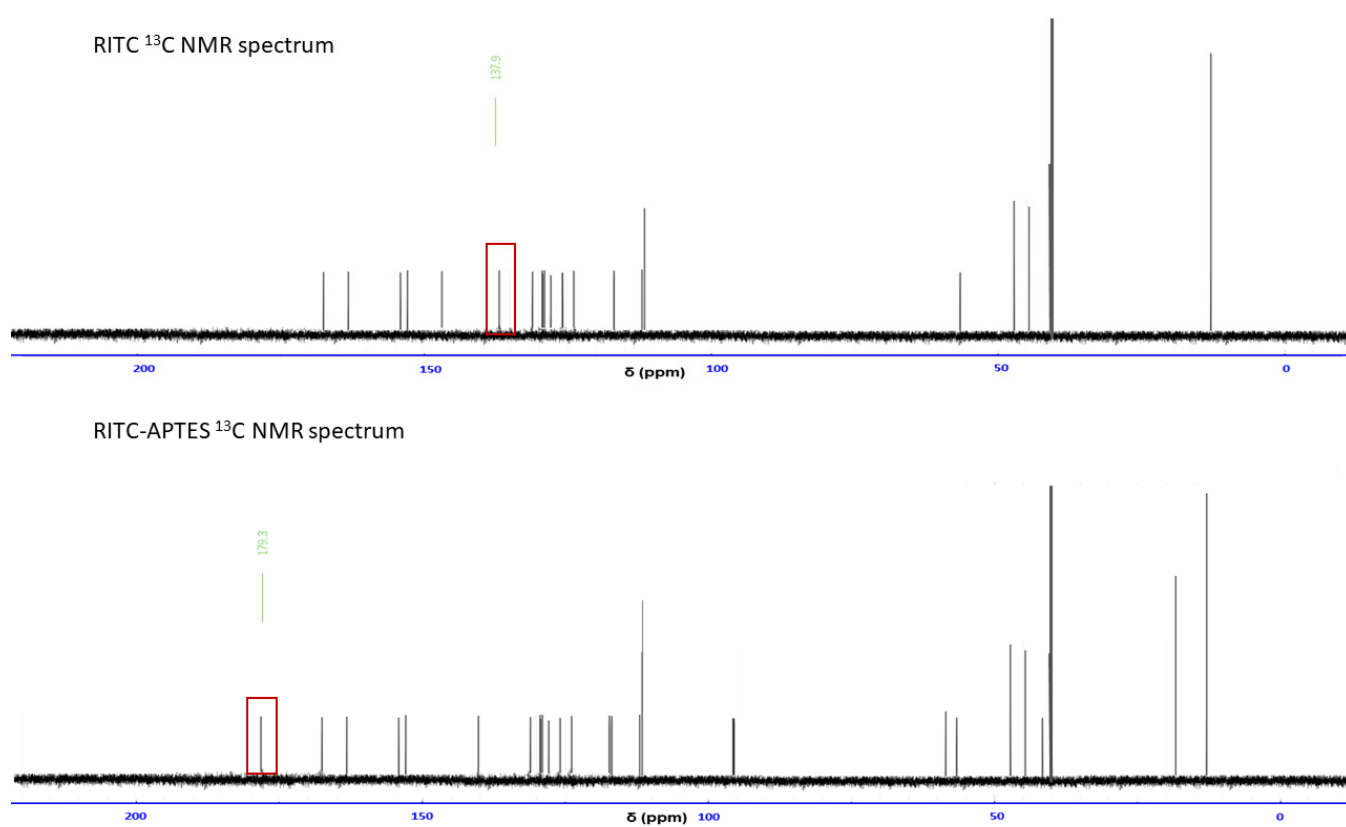 RITC ¹³C NMR spectrum
137.9
200 150 δ (ppm) 100 50 0
RITC-APTES ¹³C NMR spectrum
179.3
200 150 δ (ppm) 100 50 0